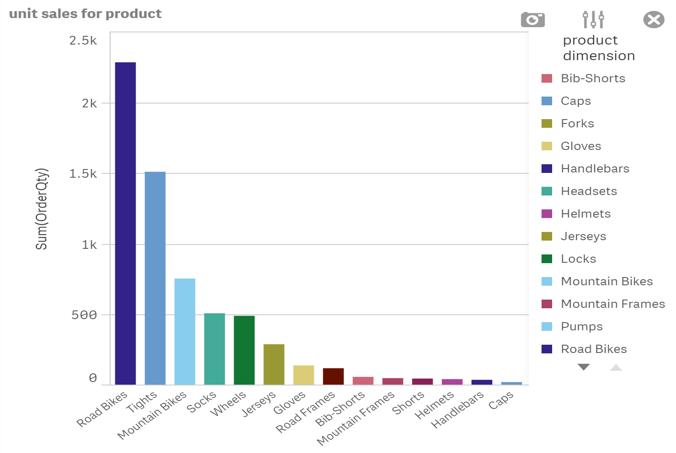 unit sales for product
product
dimension
2.5k
2k
1.5k
1k
500
0
Sum(OrderQty)
Road Bikes
Tights
Mountain Bikes
Socks
Wheels
Jerseys
Gloves
Road Frames
Bib-Shorts
Mountain Frames
Shorts
Helmets
Handlebars
Caps
Bib-Shorts
Caps
Forks
Gloves
Handlebars
Headsets
Helmets
Jerseys
Locks
Mountain Bikes
Mountain Frames
Pumps
Road Bikes